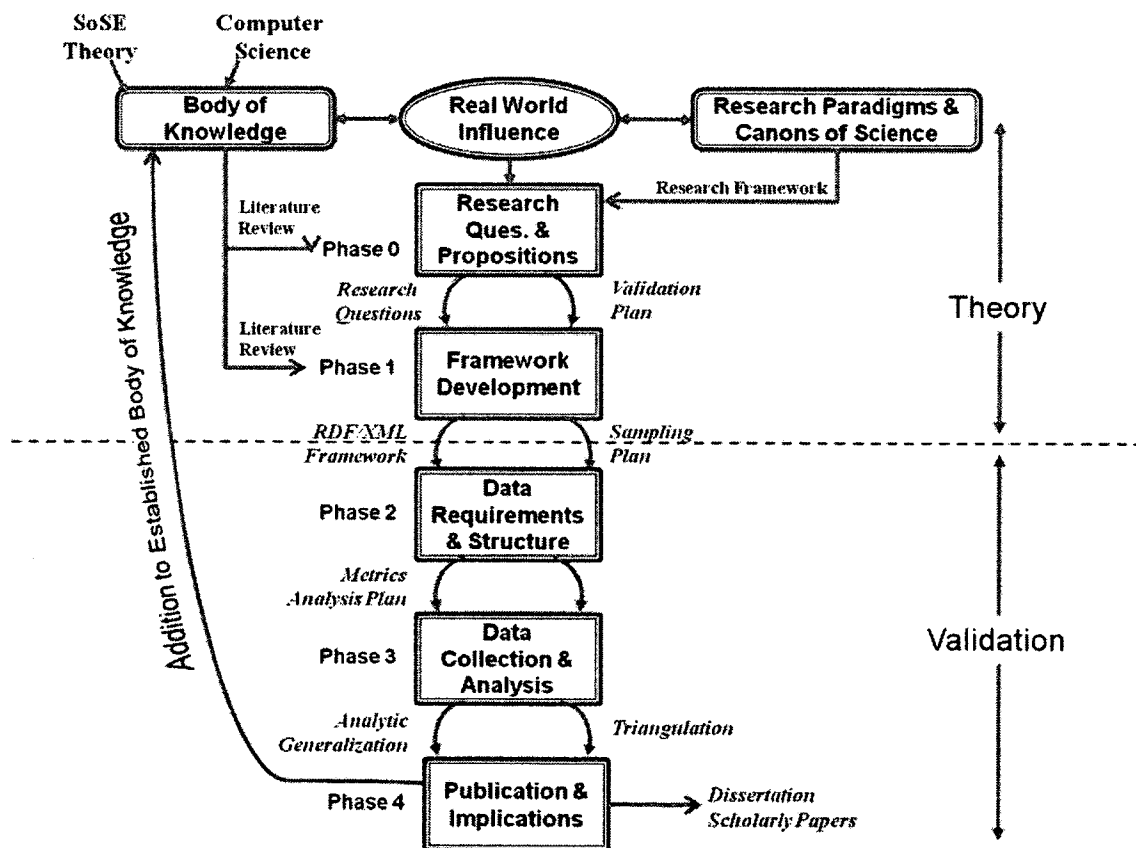 SoSE
Theory
Computer
Science
Body of
Knowledge
Real World
Influence
Research Paradigms &
Canons of Science
Research Framework
Literature
Review
Phase 0
Research
Ques. &
Propositions
Research
Questions
Validation
Plan
Theory
Literature
Review
Phase 1
Framework
Development
RDF/XML
Framework
Sampling
Plan
Phase 2
Data
Requirements
& Structure
Metrics
Analysis Plan
Phase 3
Data
Collection &
Analysis
Validation
Analytic
Generalization
Triangulation
Phase 4
Publication &
Implications
Dissertation
Scholarly Papers
Addition to Established Body of Knowledge